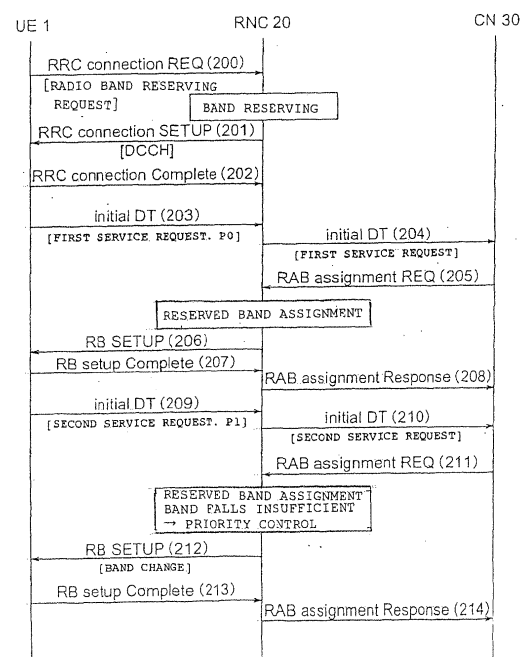 UE 1
RNC 20
CN 30
RRC connection REQ (200)
[RADIO BAND RESERVING
REQUEST]
BAND RESERVING
RRC connection SETUP (201)
[DCCH]
RRC connection Complete (202)
initial DT (203)
[FIRST SERVICE REQUEST. P0]
initial DT (204)
[FIRST SERVICE REQUEST]
RAB assignment REQ (205)
RESERVED BAND ASSIGNMENT
RB SETUP (206)
RB setup Complete (207)
RAB assignment Response (208)
initial DT (209)
[SECOND SERVICE REQUEST. P1]
initial DT (210)
[SECOND SERVICE REQUEST]
RAB assignment REQ (211)
RESERVED BAND ASSIGNMENT
BAND FALLS INSUFFICIENT
→ PRIORITY CONTROL
RB SETUP (212)
[BAND CHANGE]
RB setup Complete (213)
RAB assignment Response (214)